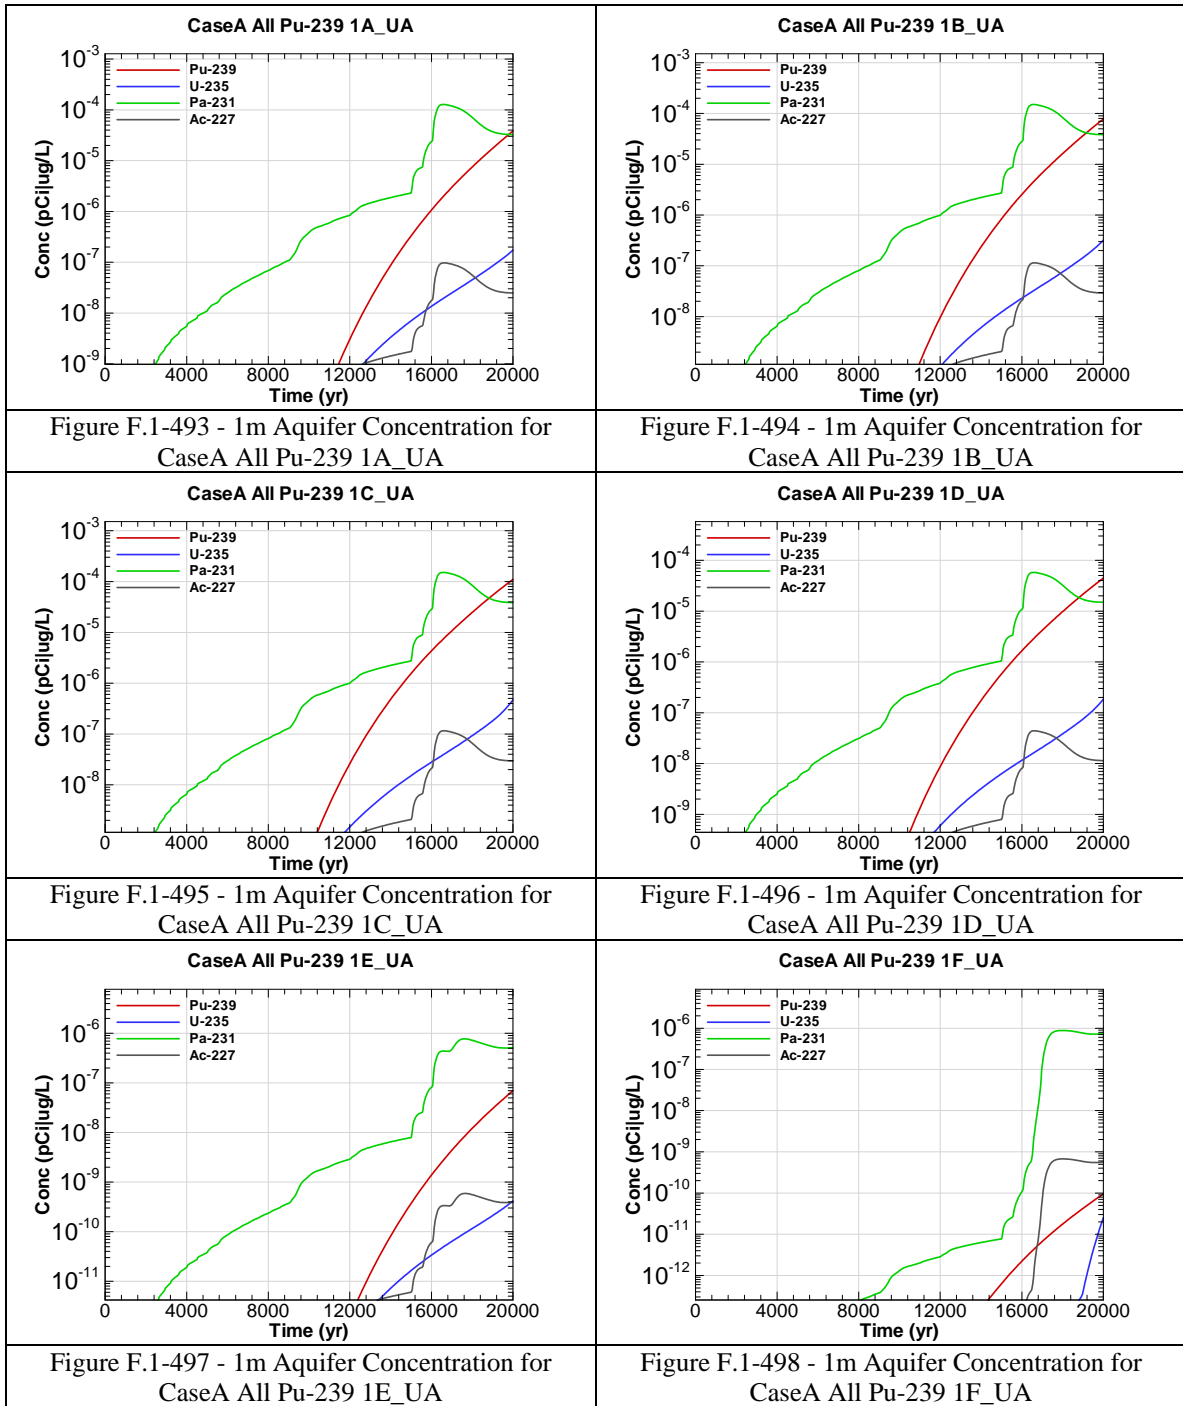 CaseA All Pu-239 1A_UA
Conc (pCi|ug/L)
10-3
10-4
10-5
10-6
10-7
10-8
10-9
Pu-239
U-235
Pa-231
Ac-227
0 4000 8000 12000 16000 20000
Time (yr)
Figure F.1-493 - 1m Aquifer Concentration for
CaseA All Pu-239 1A_UA
CaseA All Pu-239 1B_UA
Conc (pCi|ug/L)
10-3
10-4
10-5
10-6
10-7
10-8
Pu-239
U-235
Pa-231
Ac-227
0 4000 8000 12000 16000 20000
Time (yr)
Figure F.1-494 - 1m Aquifer Concentration for
CaseA All Pu-239 1B_UA
CaseA All Pu-239 1C_UA
Conc (pCi|ug/L)
10-3
10-4
10-5
10-6
10-7
10-8
Pu-239
U-235
Pa-231
Ac-227
0 4000 8000 12000 16000 20000
Time (yr)
Figure F.1-495 - 1m Aquifer Concentration for
CaseA All Pu-239 1C_UA
CaseA All Pu-239 1D_UA
Conc (pCi|ug/L)
10-4
10-5
10-6
10-7
10-8
10-9
Pu-239
U-235
Pa-231
Ac-227
0 4000 8000 12000 16000 20000
Time (yr)
Figure F.1-496 - 1m Aquifer Concentration for
CaseA All Pu-239 1D_UA
CaseA All Pu-239 1E_UA
Conc (pCi|ug/L)
10-6
10-7
10-8
10-9
10-10
10-11
Pu-239
U-235
Pa-231
Ac-227
0 4000 8000 12000 16000 20000
Time (yr)
Figure F.1-497 - 1m Aquifer Concentration for
CaseA All Pu-239 1E_UA
CaseA All Pu-239 1F_UA
Conc (pCi|ug/L)
10-6
10-7
10-8
10-9
10-10
10-11
10-12
Pu-239
U-235
Pa-231
Ac-227
0 4000 8000 12000 16000 20000
Time (yr)
Figure F.1-498 - 1m Aquifer Concentration for
CaseA All Pu-239 1F_UA